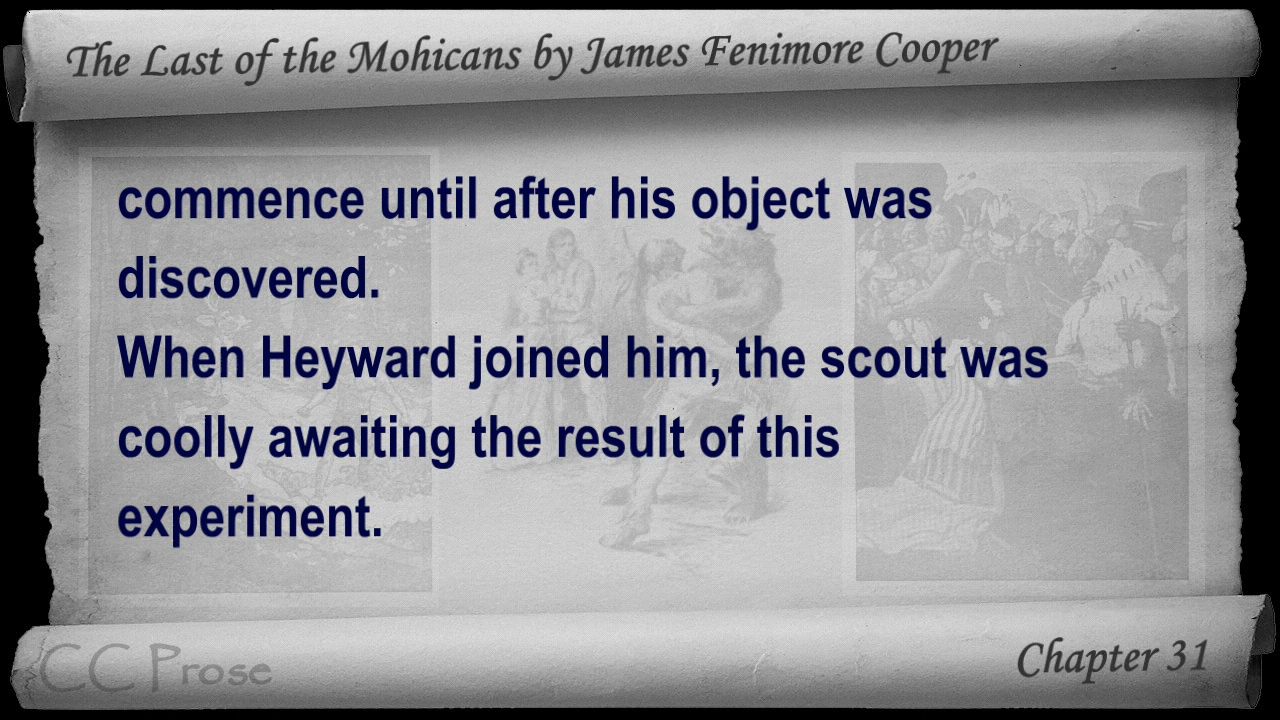 The Last of the Mohicans by James Fenimore Cooper
commence until after his object was
discovered.
When Heyward joined him, the scout was
coolly awaiting the result of this
experiment.
CC Prose
Chapter 31